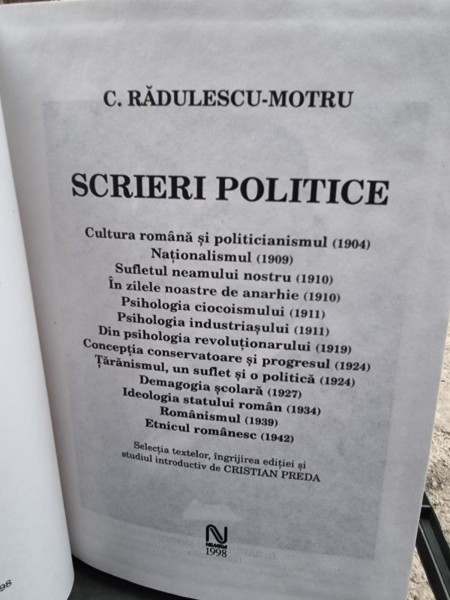 C. RĂDULESCU-MOTRU
SCRIERI POLITICE
Cultura română și politicianismul (1904)
Naționalismul (1909)
Sufletul neamului nostru (1910)
În zilele noastre de anarhie (1910)
Psihologia ciocoismului (1911)
Psihologia industriașului (1911)
Din psihologia revoluționarului (1919)
Concepția conservatoare și progresul (1924)
Țărănismul, un suflet și o politică (1924)
Demagogia școlară (1927)
Ideologia statului român (1934)
Românismul (1939)
Etnicul românesc (1942)
Selecția textelor, îngrijirea ediției și
studiul introductiv de CRISTIAN PREDA
NEMIRA
1998
98